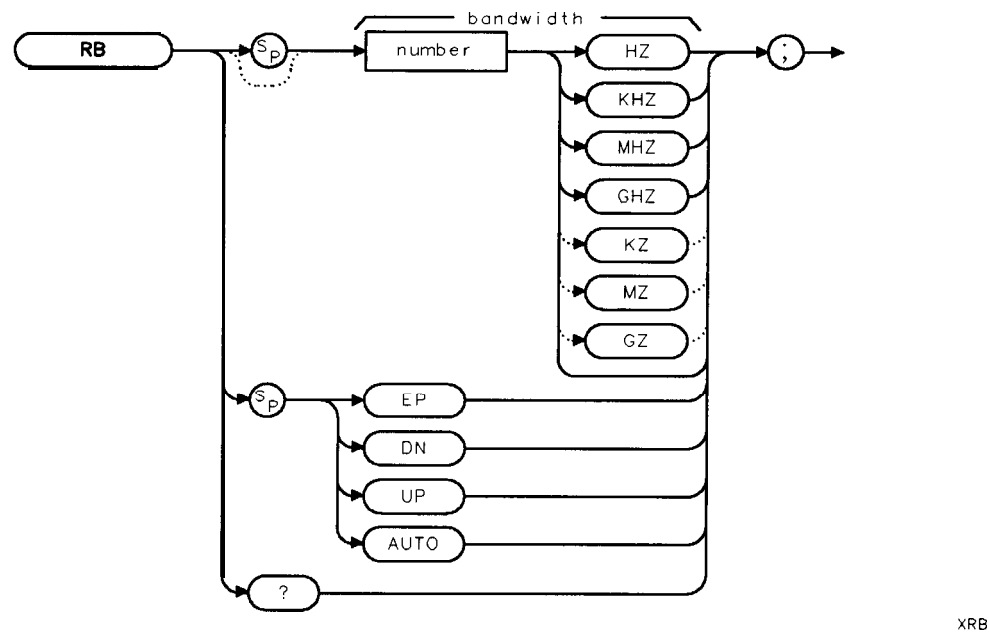 bandwidth
RB
SP
number
HZ
;
KHZ
MHZ
GHZ
KZ
MZ
GZ
SP
EP
DN
UP
AUTO
?
XRB